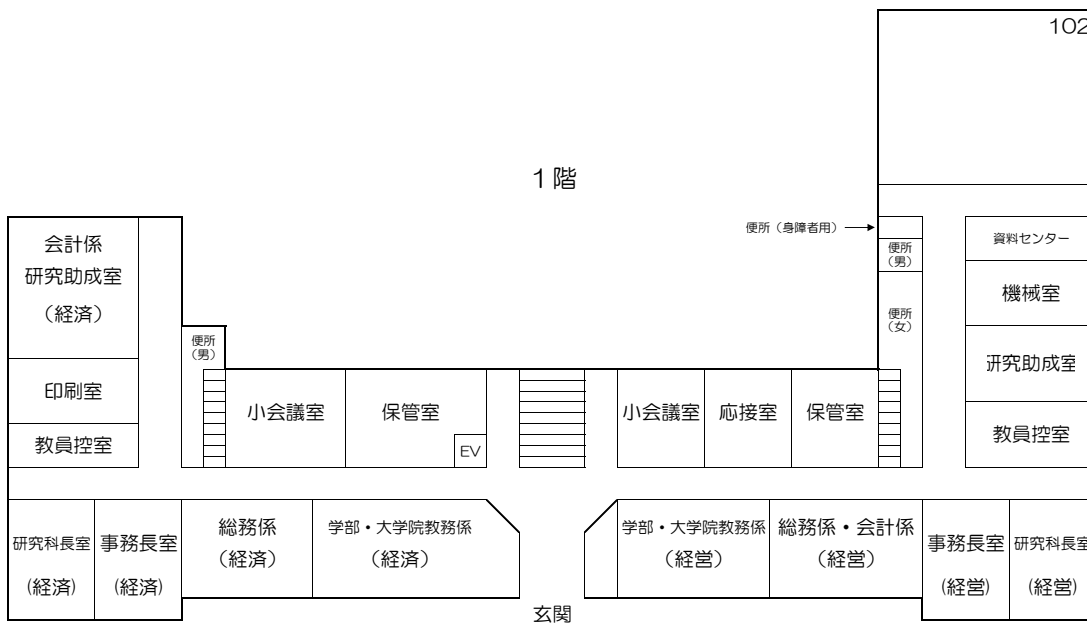 102
1階
便所（身障者用）
会計係
研究助成室
（経済）
印刷室
教員控室
便所
（男）
小会議室
保管室
EV
小会議室
応接室
保管室
便所
（男）
便所
（女）
資料センター
機械室
研究助成室
教員控室
研究科長室
（経済）
事務長室
（経済）
総務係
（経済）
学部・大学院教務係
（経済）
学部・大学院教務係
（経営）
総務係・会計係
（経営）
事務長室
（経営）
研究科長室
（経営）
玄関